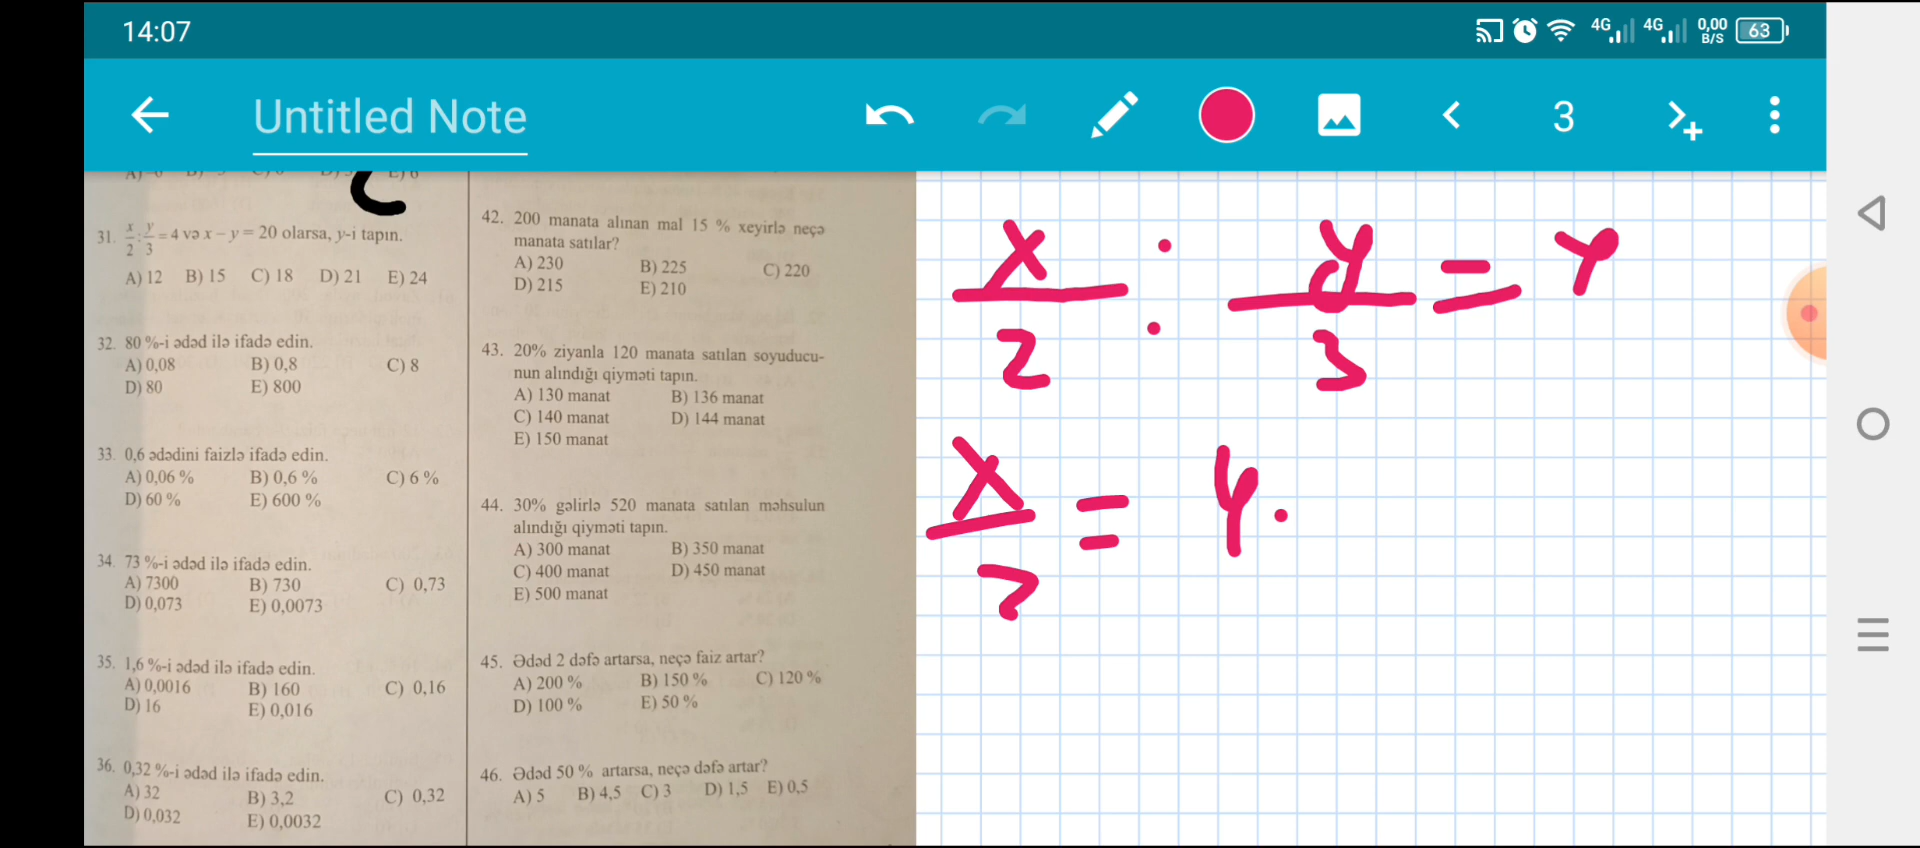 14:07
4G 4G 0,00 B/S 63
Untitled Note
3
31. x/2 : y/3 = 4 və x − y = 20 olarsa, y-i tapın.
A) 12 B) 15 C) 18 D) 21 E) 24
32. 80 %-i ədəd ilə ifadə edin.
A) 0,08 B) 0,8 C) 8
D) 80 E) 800
33. 0,6 ədədini faizlə ifadə edin.
A) 0,06 % B) 0,6 % C) 6 %
D) 60 % E) 600 %
34. 73 %-i ədəd ilə ifadə edin.
A) 7300 B) 730 C) 0,73
D) 0,073 E) 0,0073
35. 1,6 %-i ədəd ilə ifadə edin.
A) 0,0016 B) 160 C) 0,16
D) 16 E) 0,016
36. 0,32 %-i ədəd ilə ifadə edin.
A) 32 B) 3,2 C) 0,32
D) 0,032 E) 0,0032
42. 200 manata alınan mal 15 % xeyirlə neçə
manata satılar?
A) 230 B) 225 C) 220
D) 215 E) 210
43. 20% ziyanla 120 manata satılan soyuducu-
nun alındığı qiyməti tapın.
A) 130 manat B) 136 manat
C) 140 manat D) 144 manat
E) 150 manat
44. 30% gəlirlə 520 manata satılan məhsulun
alındığı qiyməti tapın.
A) 300 manat B) 350 manat
C) 400 manat D) 450 manat
E) 500 manat
45. Ədəd 2 dəfə artarsa, neçə faiz artar?
A) 200 % B) 150 % C) 120 %
D) 100 % E) 50 %
46. Ədəd 50 % artarsa, neçə dəfə artar?
A) 5 B) 4,5 C) 3 D) 1,5 E) 0,5
x/2 : y/3 = 4
x/2 = 4 ·